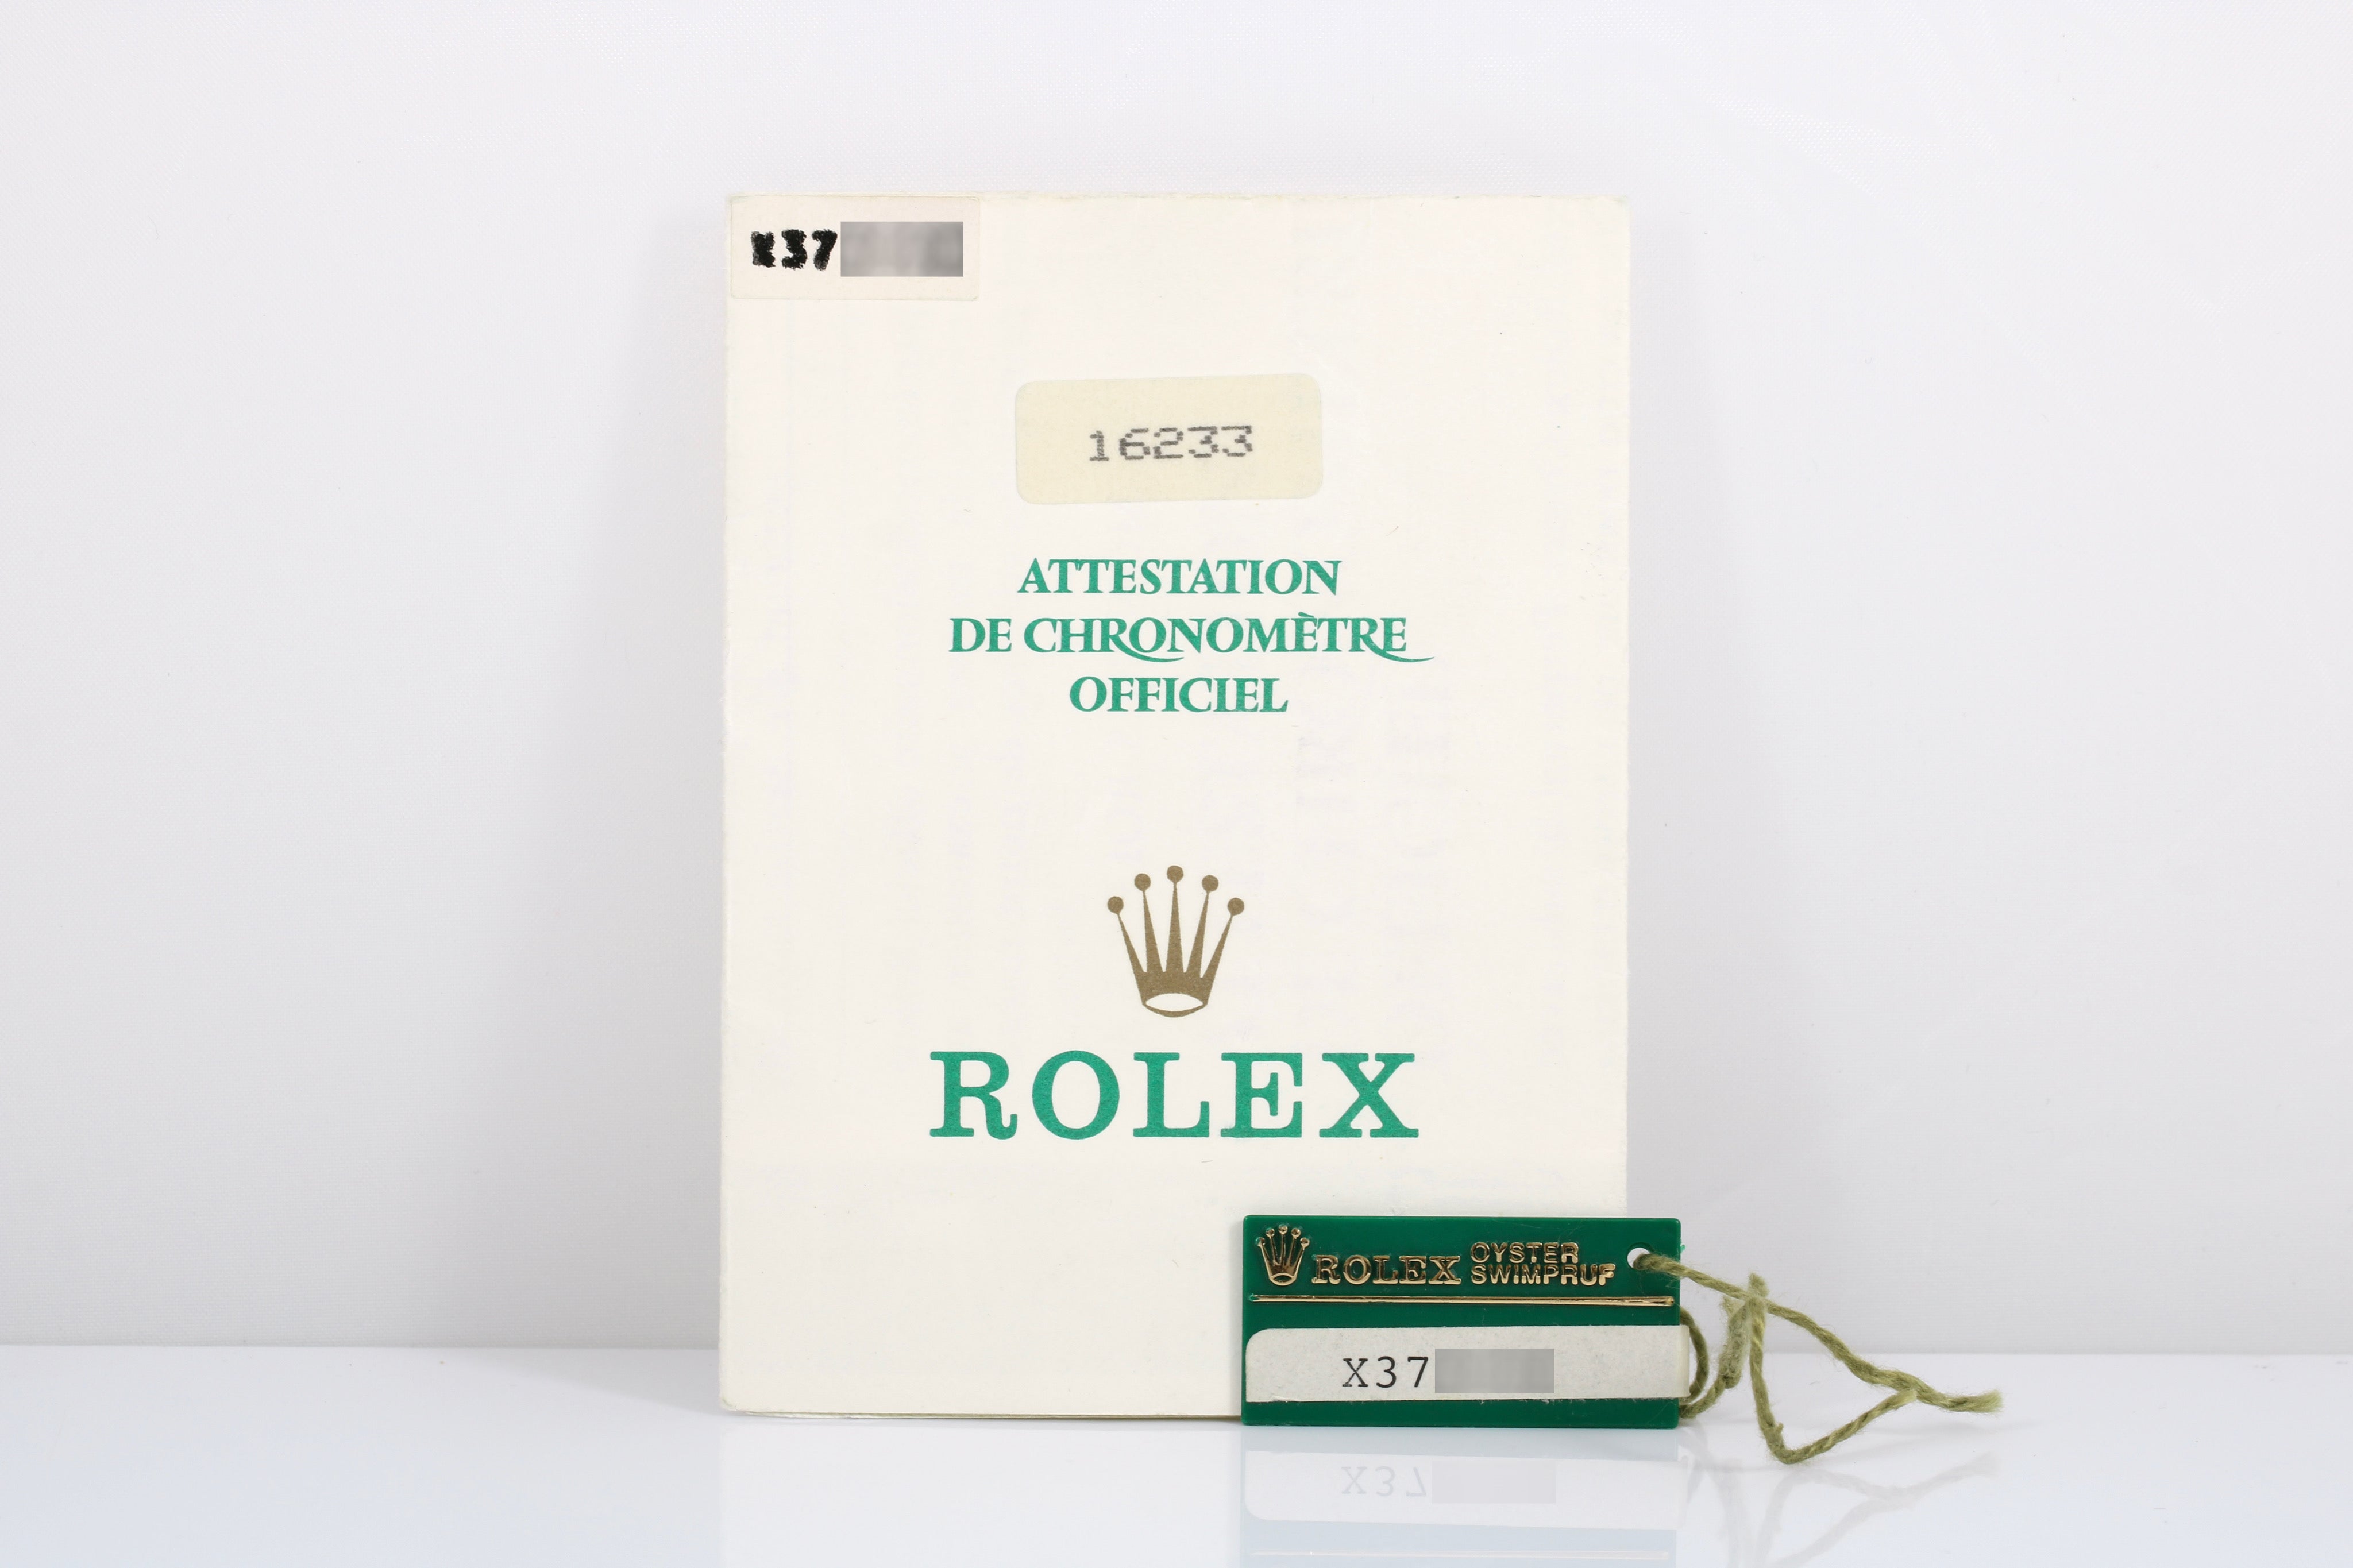 X37
16233
ATTESTATION
DE CHRONOMÈTRE
OFFICIEL
ROLEX
ROLEX OYSTER
SWIMPRUF
X37